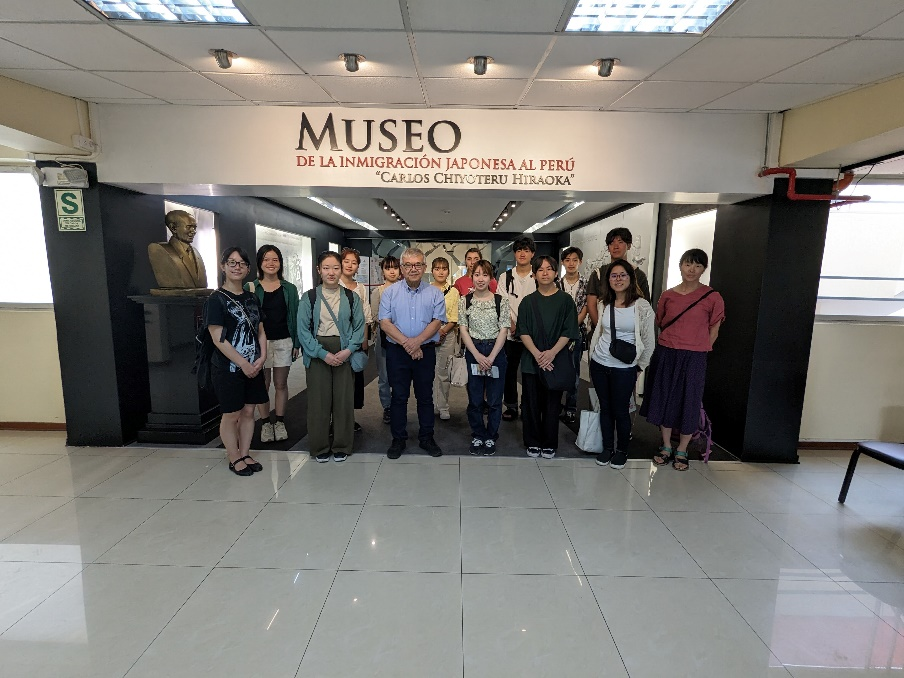 MUSEO
DE LA INMIGRACIÓN JAPONESA AL PERÚ
"CARLOS CHIYOTERU HIRAOKA"
S